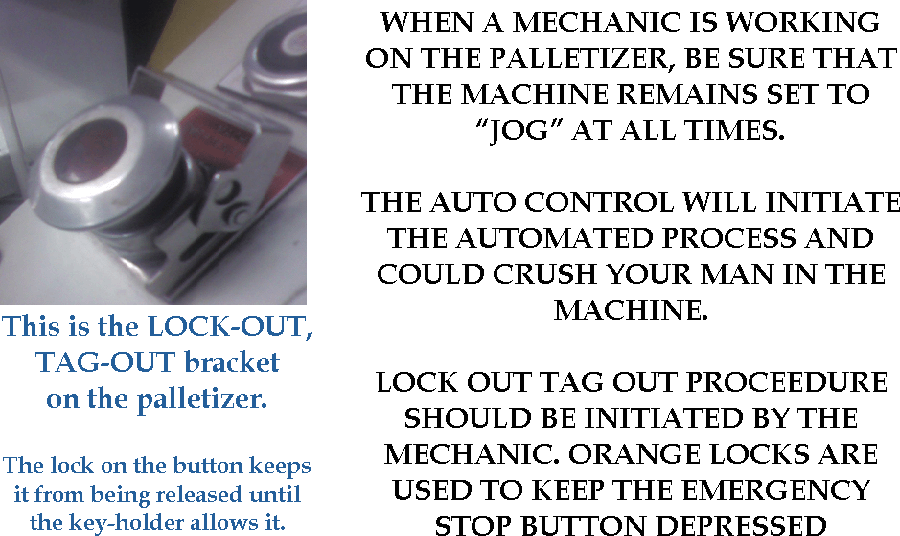 WHEN A MECHANIC IS WORKING
ON THE PALLETIZER, BE SURE THAT
THE MACHINE REMAINS SET TO
“JOG” AT ALL TIMES.
THE AUTO CONTROL WILL INITIATE
THE AUTOMATED PROCESS AND
COULD CRUSH YOUR MAN IN THE
MACHINE.
LOCK OUT TAG OUT PROCEEDURE
SHOULD BE INITIATED BY THE
MECHANIC. ORANGE LOCKS ARE
USED TO KEEP THE EMERGENCY
STOP BUTTON DEPRESSED
This is the LOCK-OUT,
TAG-OUT bracket
on the palletizer.
The lock on the button keeps
it from being released until
the key-holder allows it.